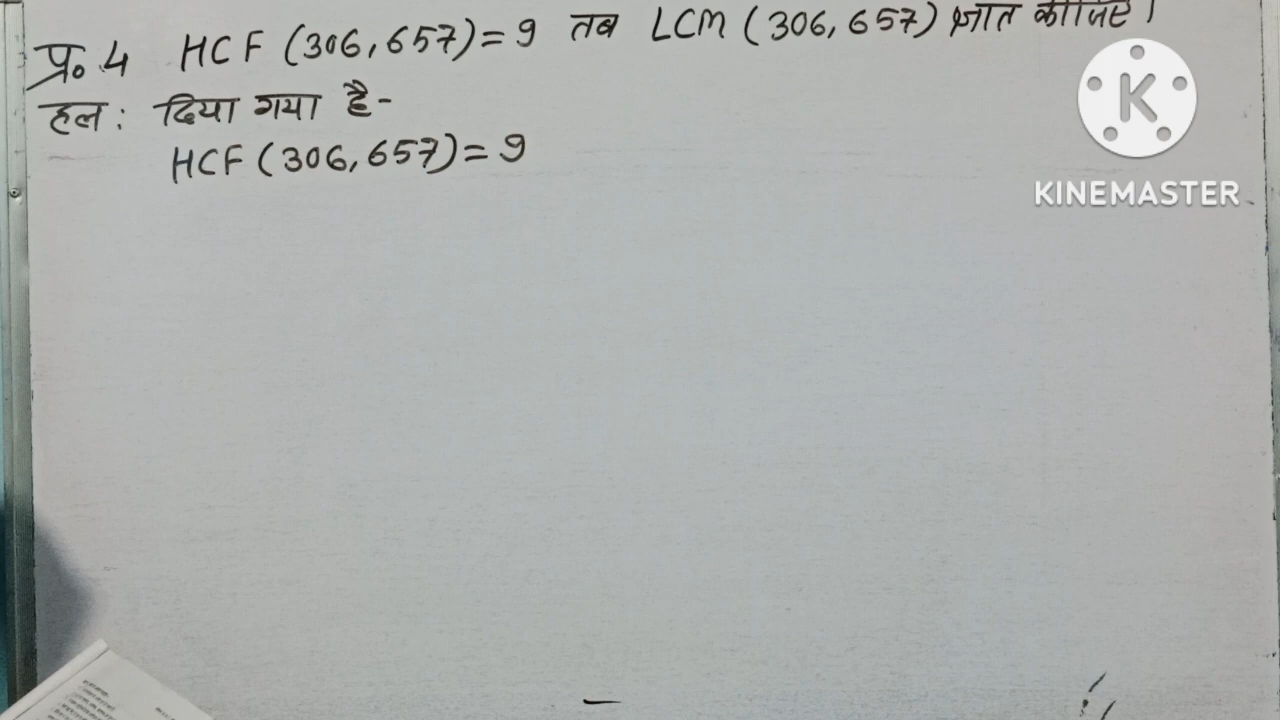 प्र० 4 HCF (306, 657) = 9 तब LCM (306, 657) ज्ञात कीजिए।
हल: दिया गया है-
HCF (306, 657) = 9
K
KINEMASTER